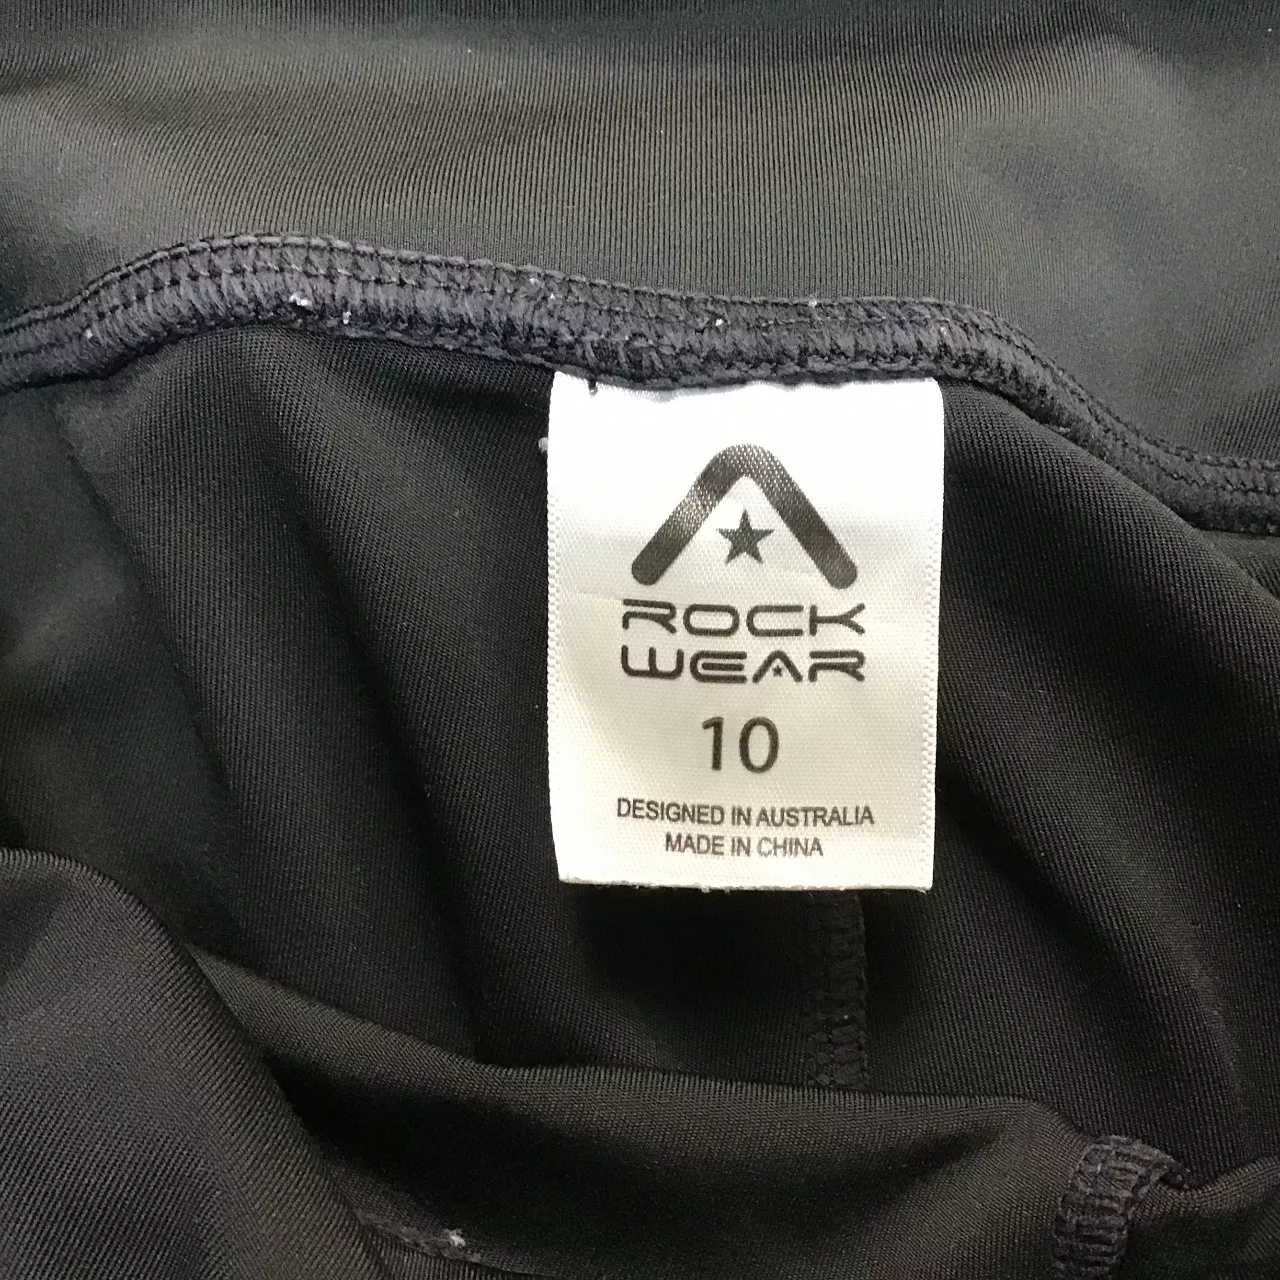 ROCK
WEAR
10
DESIGNED IN AUSTRALIA
MADE IN CHINA